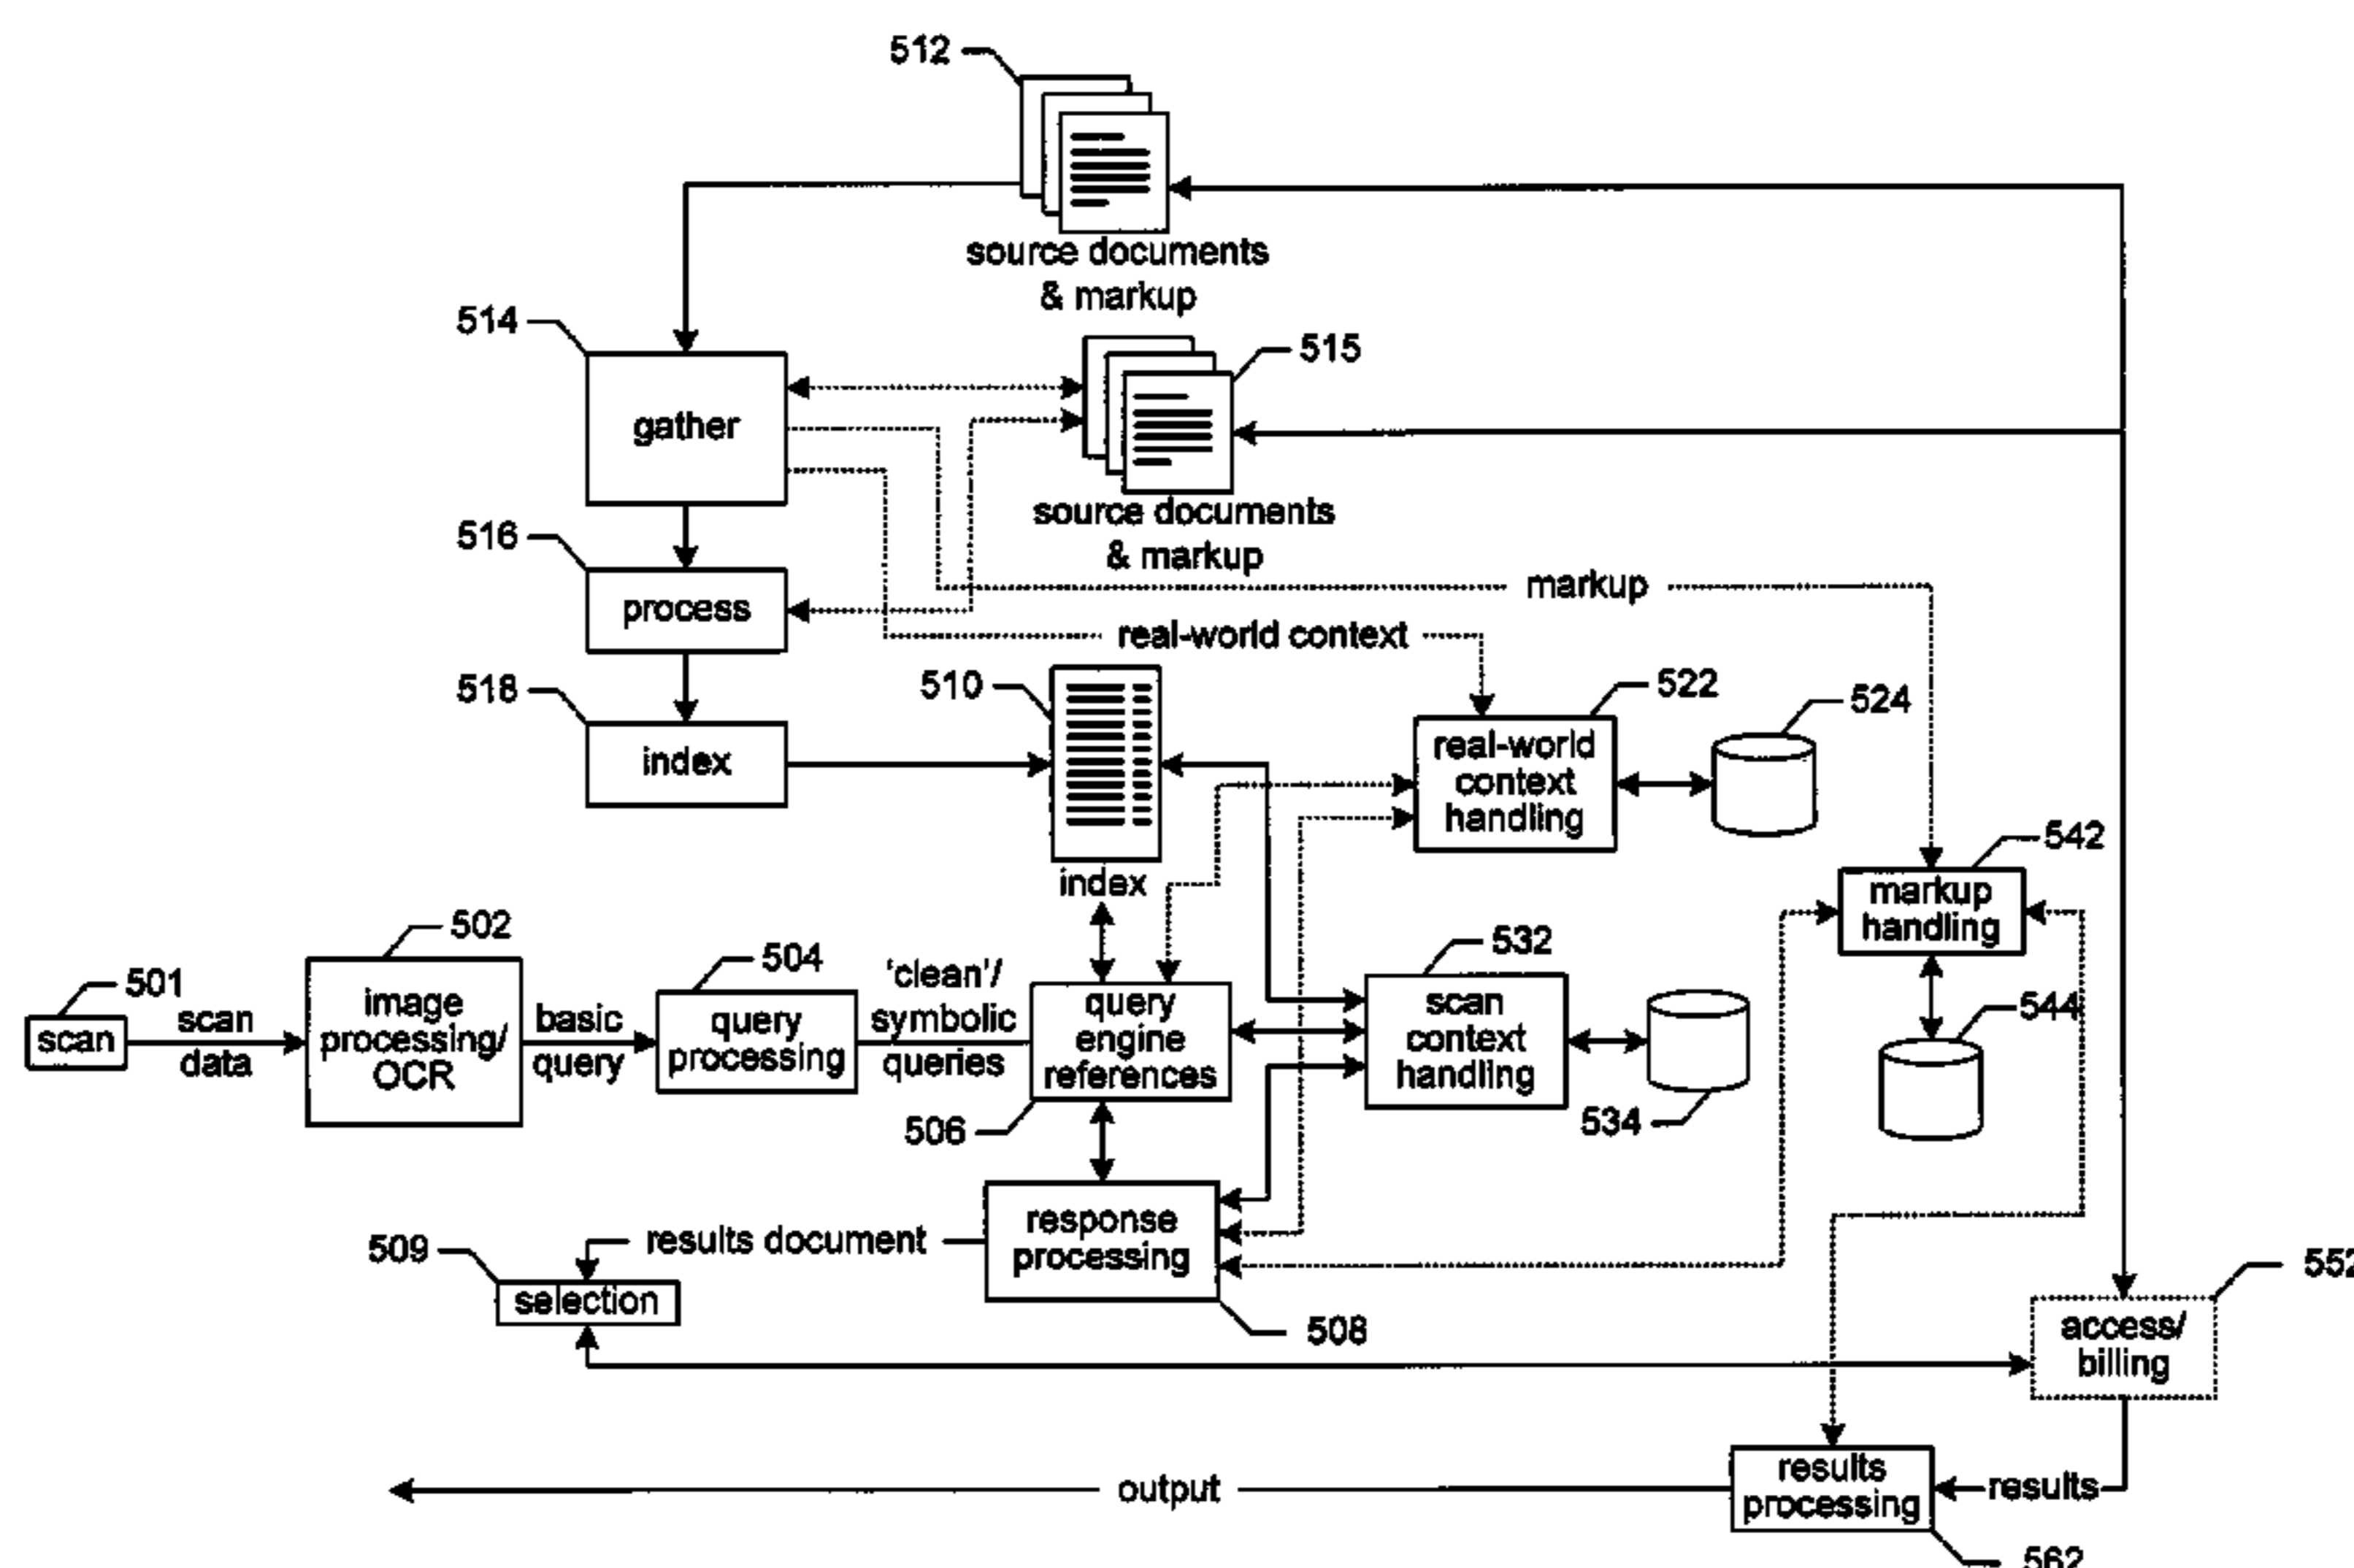 512
source documents
& markup
514
515
gather
source documents
& markup
516
process
markup
real-world context
518
index
510
index
522
real-world
context
handling
524
542
markup
handling
544
501
scan
scan
data
502
image
processing/
OCR
basic
query
504
query
processing
'clean'/
symbolic
queries
query
engine
references
506
532
scan
context
handling
534
response
processing
508
results document
509
selection
552
access/
billing
results
results
processing
562
output